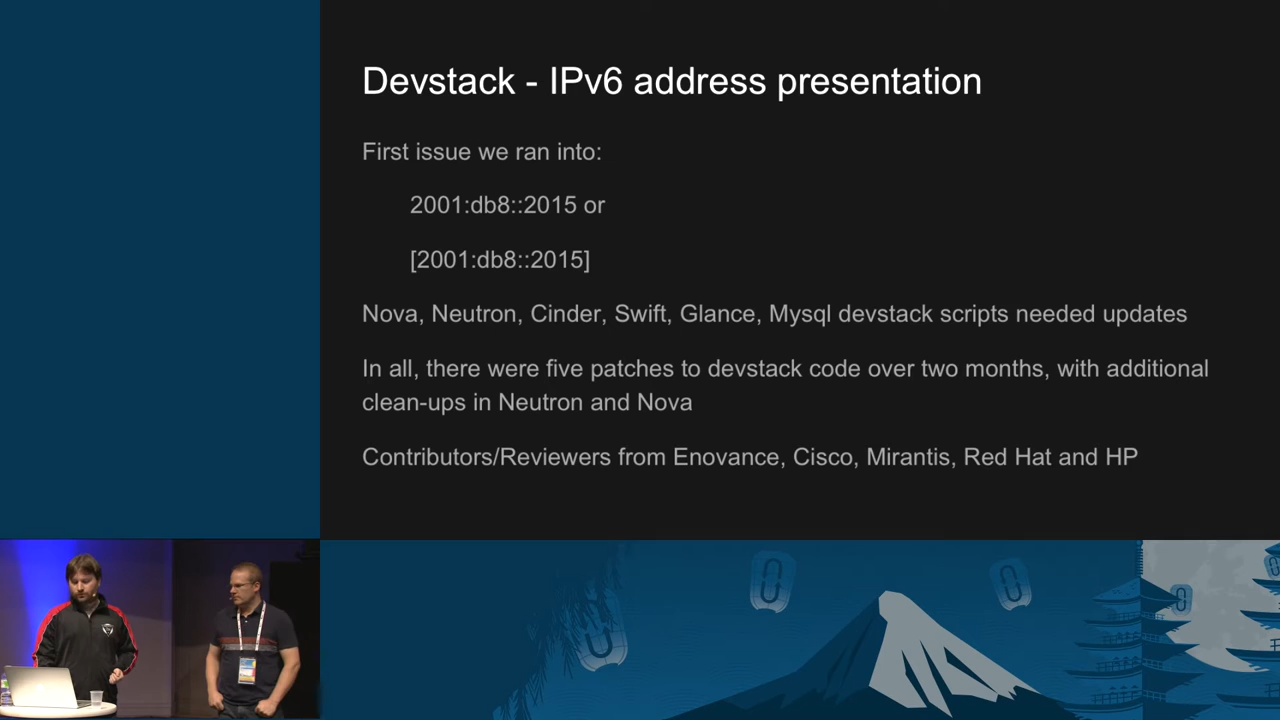 Devstack - IPv6 address presentation
First issue we ran into:
2001:db8::2015 or
[2001:db8::2015]
Nova, Neutron, Cinder, Swift, Glance, Mysql devstack scripts needed updates
In all, there were five patches to devstack code over two months, with additional
clean-ups in Neutron and Nova
Contributors/Reviewers from Enovance, Cisco, Mirantis, Red Hat and HP